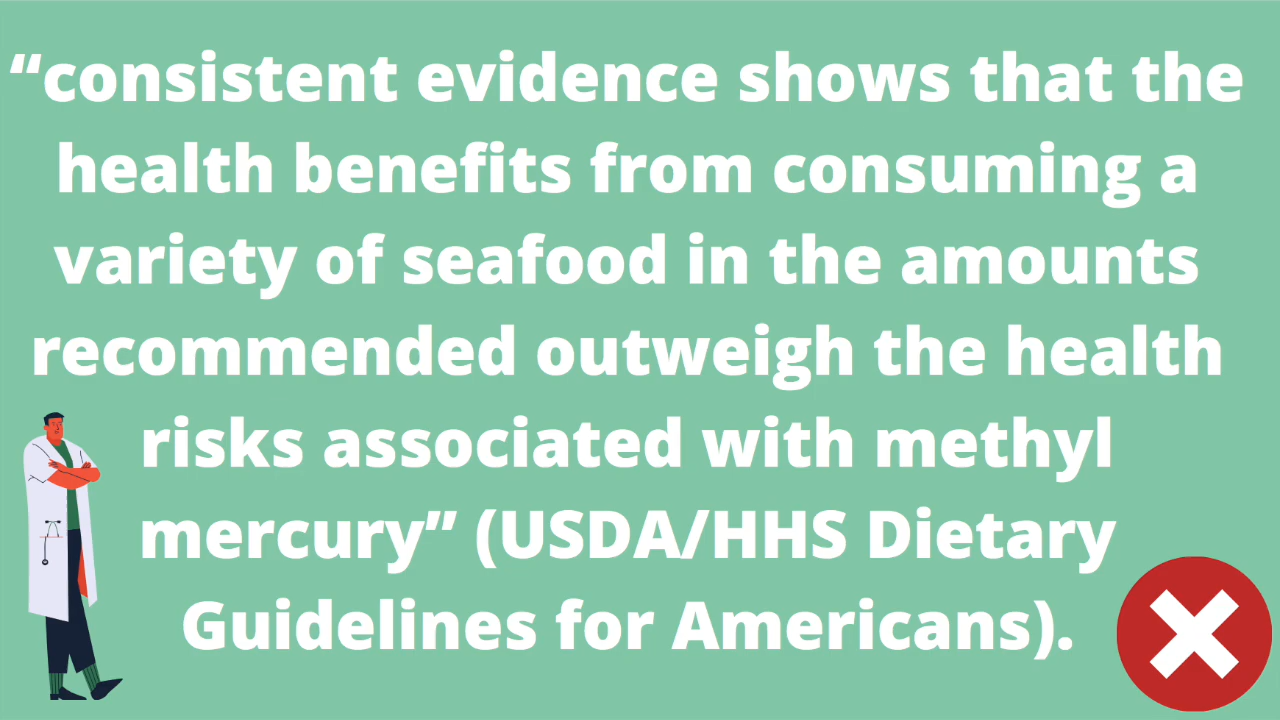 “consistent evidence shows that the
health benefits from consuming a
variety of seafood in the amounts
recommended outweigh the health
risks associated with methyl
mercury” (USDA/HHS Dietary
Guidelines for Americans).